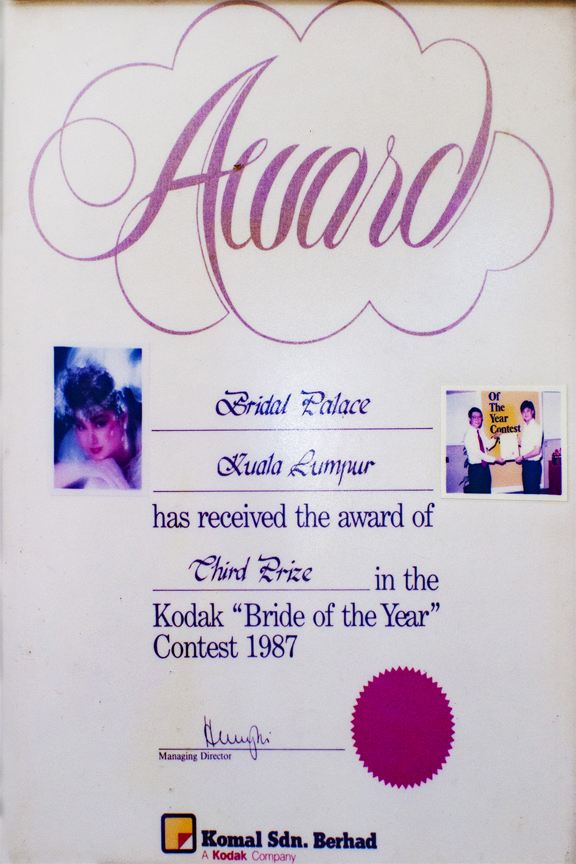 Award
Bridal Palace
Kuala Lumpur
has received the award of
Third Prize in the
Kodak “Bride of the Year”
Contest 1987
Of
The
Year
Contest
Managing Director
Komal Sdn. Berhad
A Kodak Company